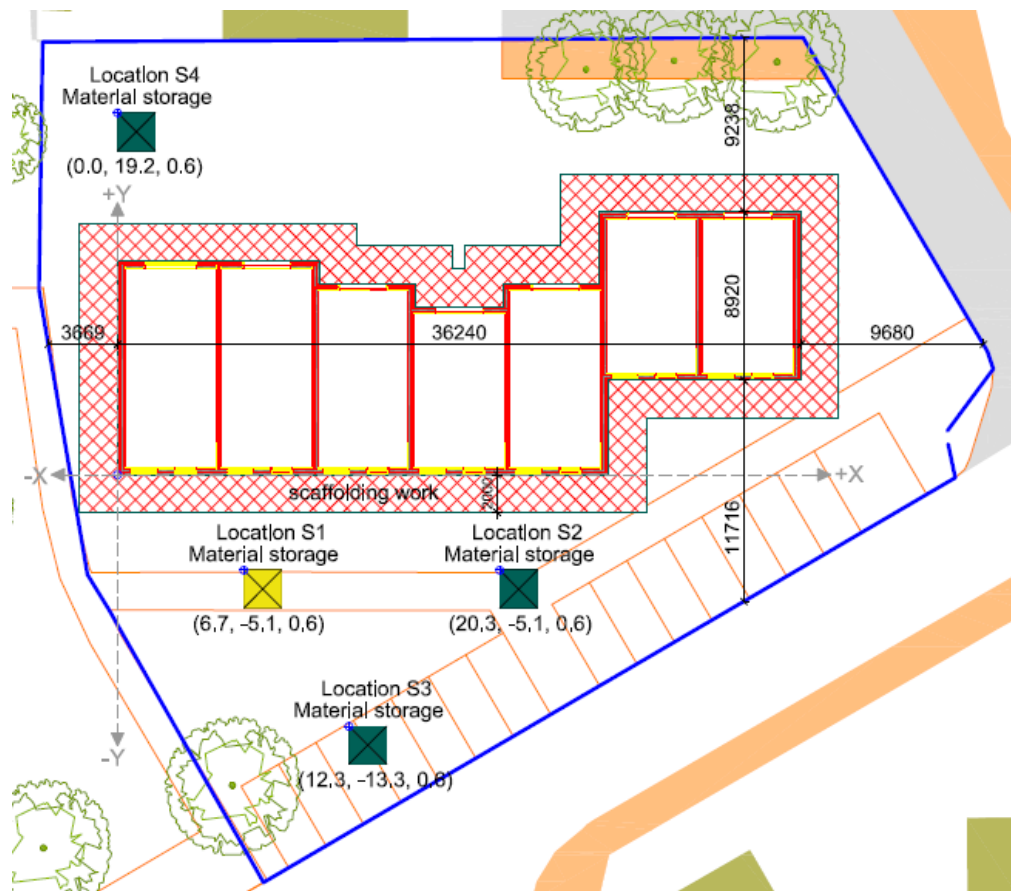 Location S4
Material storage
(0.0, 19.2, 0.6)
+Y
9238
3669
36240
8920
9680
-X
+X
scaffolding work
2000
Location S1
Material storage
(6.7, -5.1, 0.6)
Location S2
Material storage
(20.3, -5.1, 0.6)
11716
Location S3
Material storage
(12.3, -13.3, 0.6)
-Y